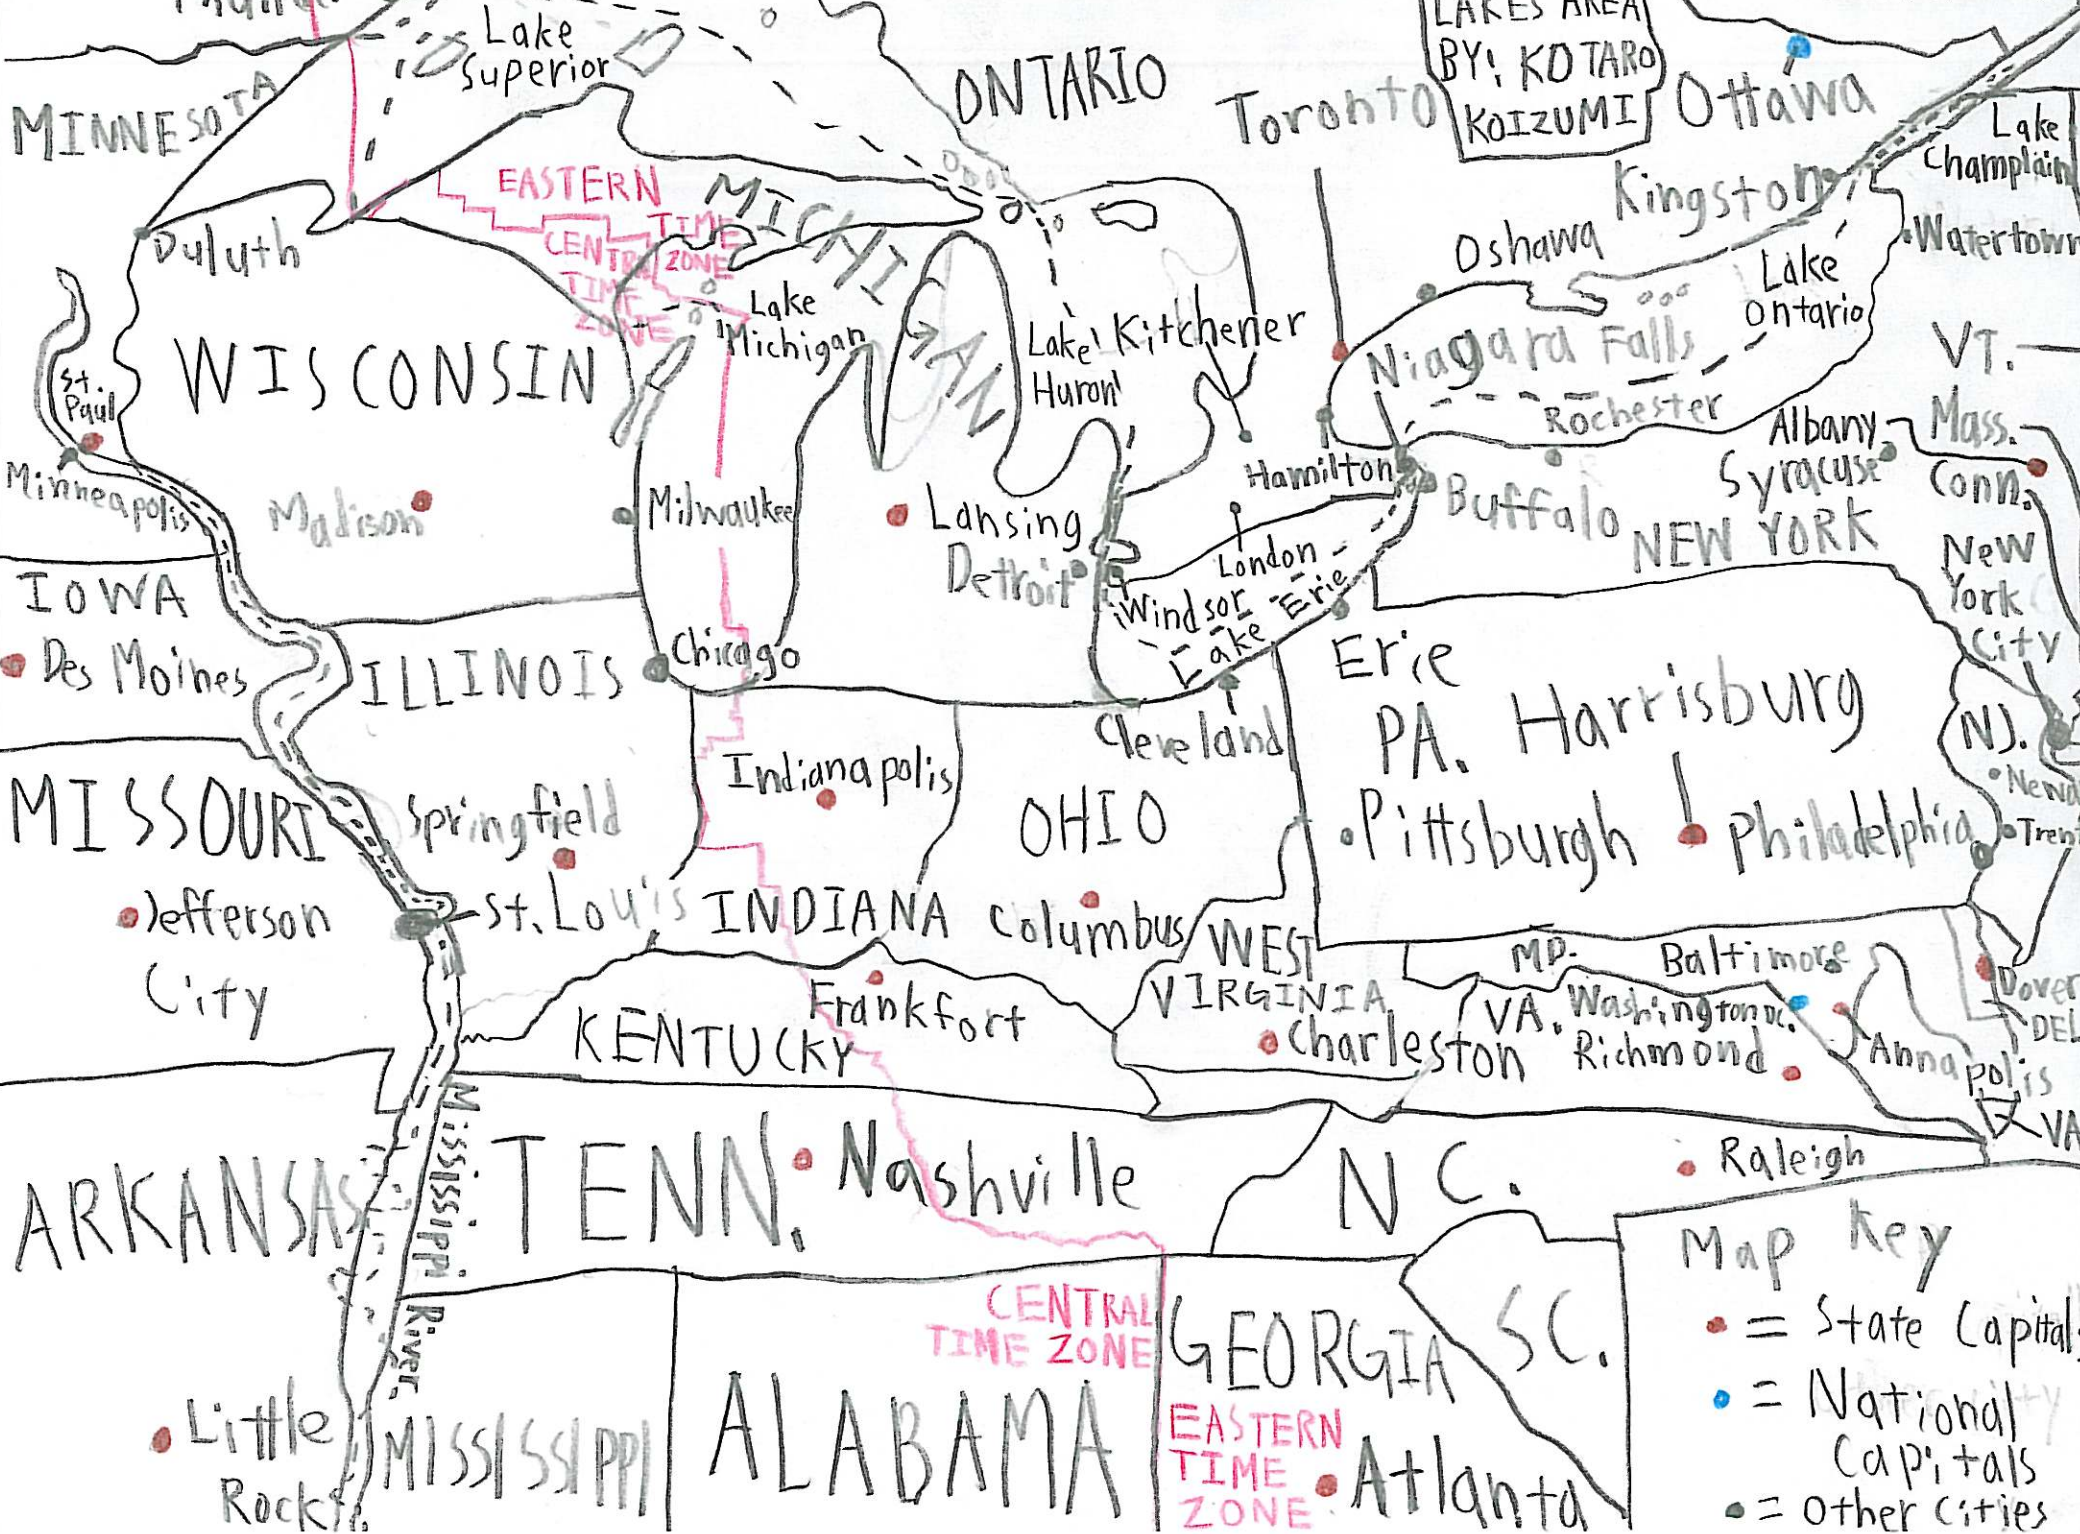 Lake
Superior
ONTARIO
LAKES AREA
BY: KOTARO
KOIZUMI
Toronto
Ottawa
MINNESOTA
Lake
Champlain
Kingston
EASTERN
TIME
ZONE
MICHIGAN
Duluth
CENTRAL
TIME
ZONE
Oshawa
Watertown
Lake
Ontario
Lake
Michigan
Lake
Huron
Kitchener
Niagara Falls
VT.
WISCONSIN
St.
Paul
Rochester
Albany
Mass.
Minneapolis
Madison
Milwaukee
Lansing
Hamilton
Buffalo
Syracuse
Conn.
NEW YORK
Detroit
London
Windsor
Lake Erie
New
York
City
IOWA
Des Moines
ILLINOIS
Chicago
Erie
PA.
Harrisburg
NJ.
Cleveland
Indianapolis
MISSOURI
Springfield
OHIO
Pittsburgh
Philadelphia
Jefferson
City
St. Louis
INDIANA
Columbus
WEST
VIRGINIA
MD.
Baltimore
Dover
DEL
KENTUCKY
Frankfort
Charleston
VA.
Washington DC.
Richmond
Annapolis
VA
Mississippi River
TENN.
Nashville
N C.
Raleigh
ARKANSAS
Map Key
= State Capitals
= National
Capitals
= Other Cities
CENTRAL
TIME ZONE
GEORGIA
SC.
Little
Rock
MISSISSIPPI
ALABAMA
EASTERN
TIME
ZONE
Atlanta